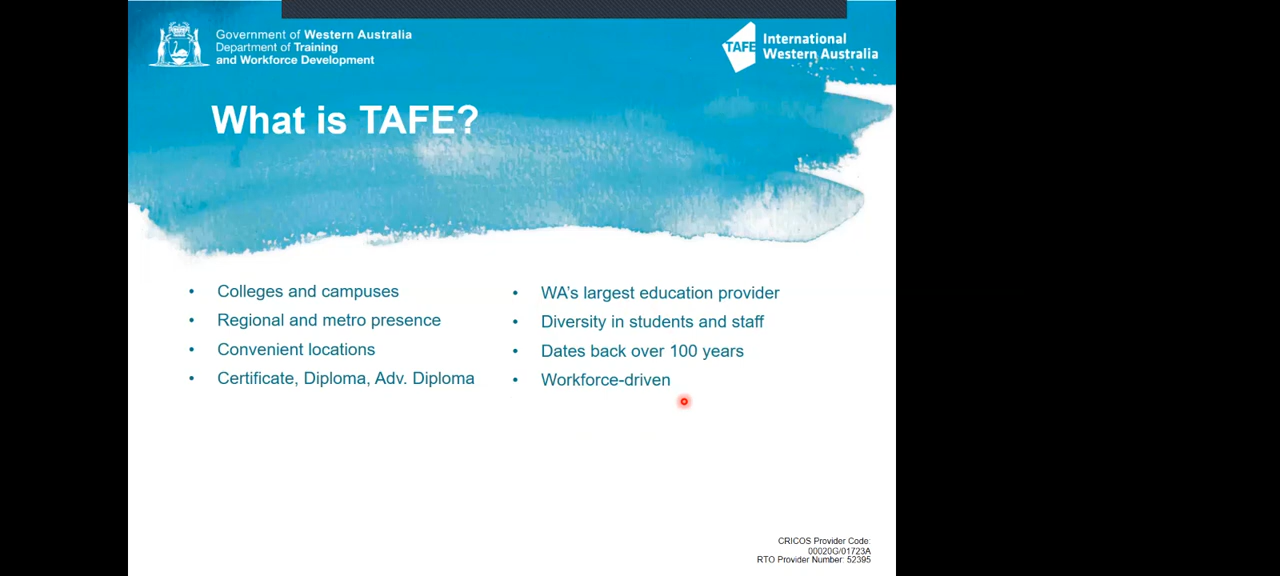 Government of Western Australia
Department of Training
and Workforce Development
TAFE
International
Western Australia
What is TAFE?
• Colleges and campuses
• Regional and metro presence
• Convenient locations
• Certificate, Diploma, Adv. Diploma
• WA's largest education provider
• Diversity in students and staff
• Dates back over 100 years
• Workforce-driven
CRICOS Provider Code:
00020G/01723A
RTO Provider Number: 52395